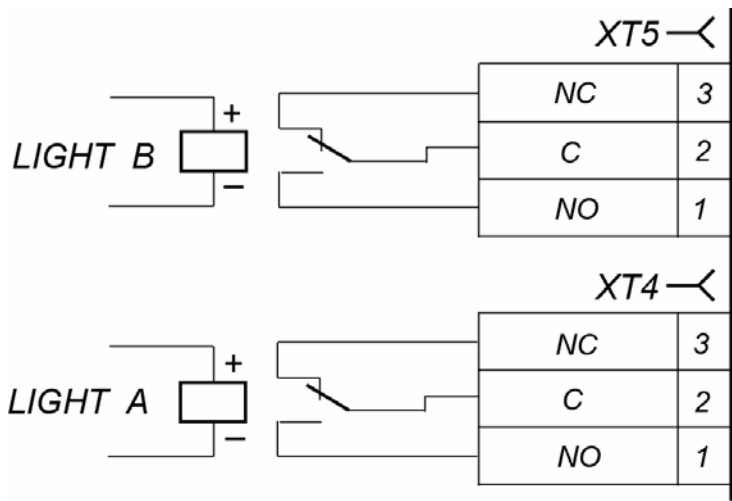 XT5
NC 3
LIGHT B + − C 2
NO 1
XT4
NC 3
LIGHT A + − C 2
NO 1